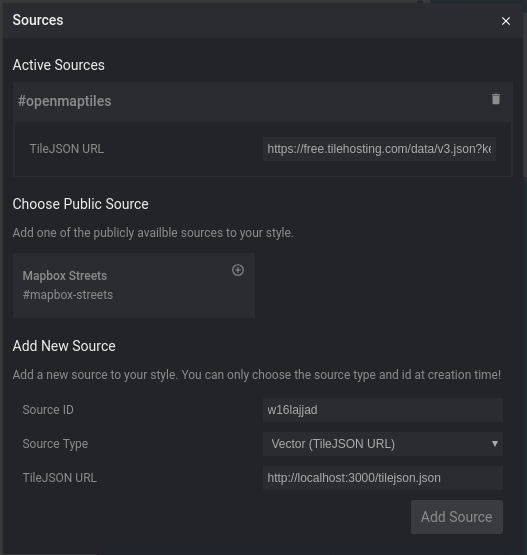 Sources
×
Active Sources
#openmaptiles
TileJSON URL https://free.tilehosting.com/data/v3.json?ke
Choose Public Source
Add one of the publicly availble sources to your style.
Mapbox Streets
#mapbox-streets
Add New Source
Add a new source to your style. You can only choose the source type and id at creation time!
Source ID w16lajjad
Source Type Vector (TileJSON URL)
TileJSON URL http://localhost:3000/tilejson.json
Add Source